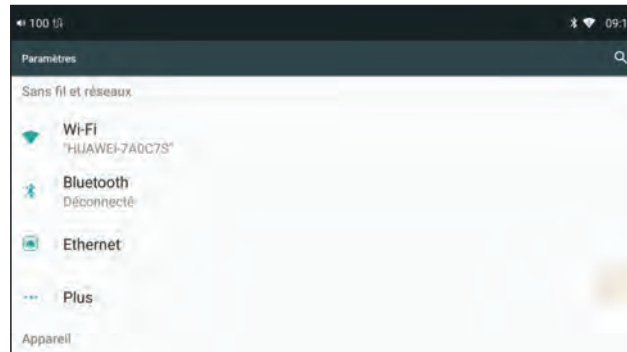 100
09:1
Paramètres
Sans fil et réseaux
Wi-Fi
"HUAWEI-7A0C7S"
Bluetooth
Déconnecté
Ethernet
Plus
Appareil